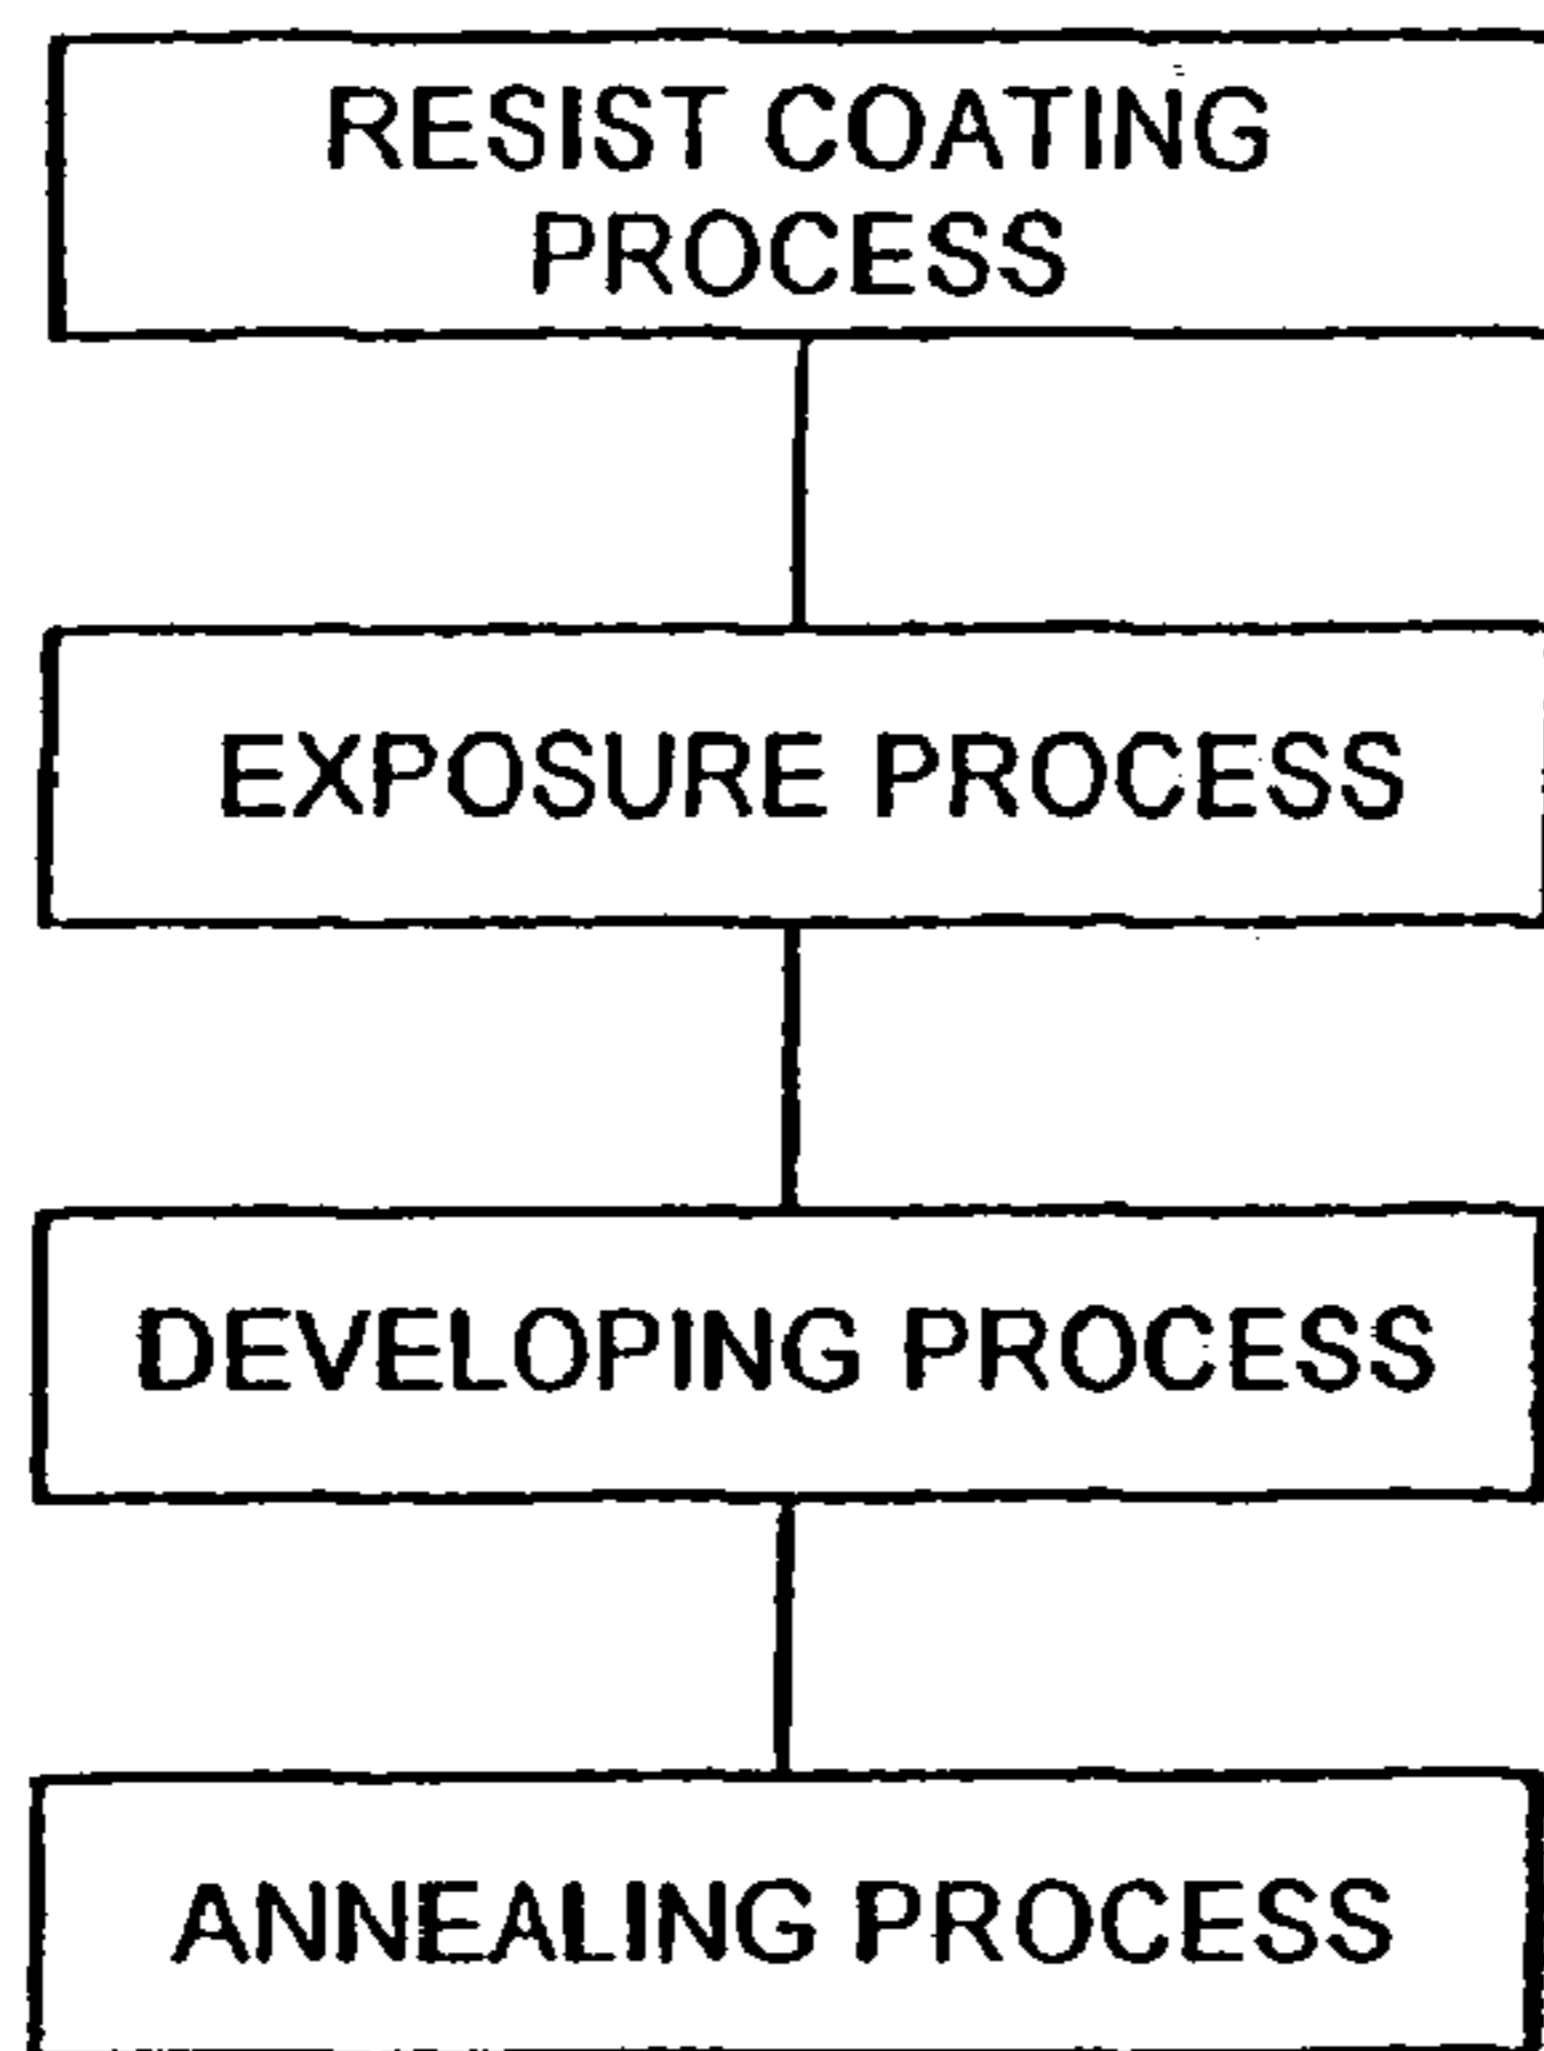 RESIST COATING
PROCESS
EXPOSURE PROCESS
DEVELOPING PROCESS
ANNEALING PROCESS